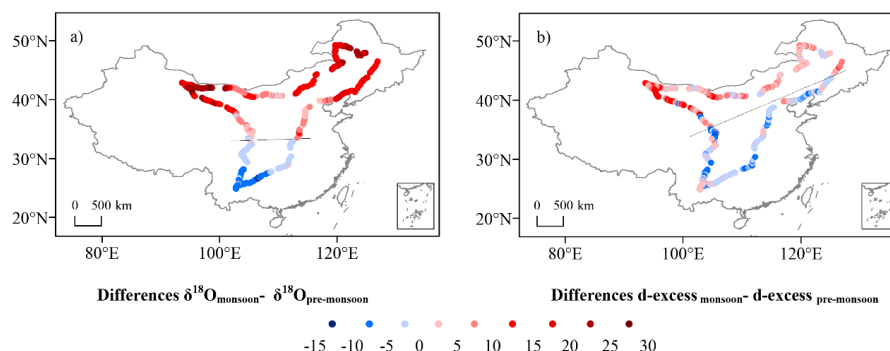 a)
50°N
40°N
30°N
20°N
0 500 km
80°E 100°E 120°E
b)
50°N
40°N
30°N
20°N
0 500 km
80°E 100°E 120°E
Differences δ¹⁸Omonsoon- δ¹⁸Opre-monsoon
Differences d-excess monsoon- d-excess pre-monsoon
-15 -10 -5 0 5 10 15 20 25 30